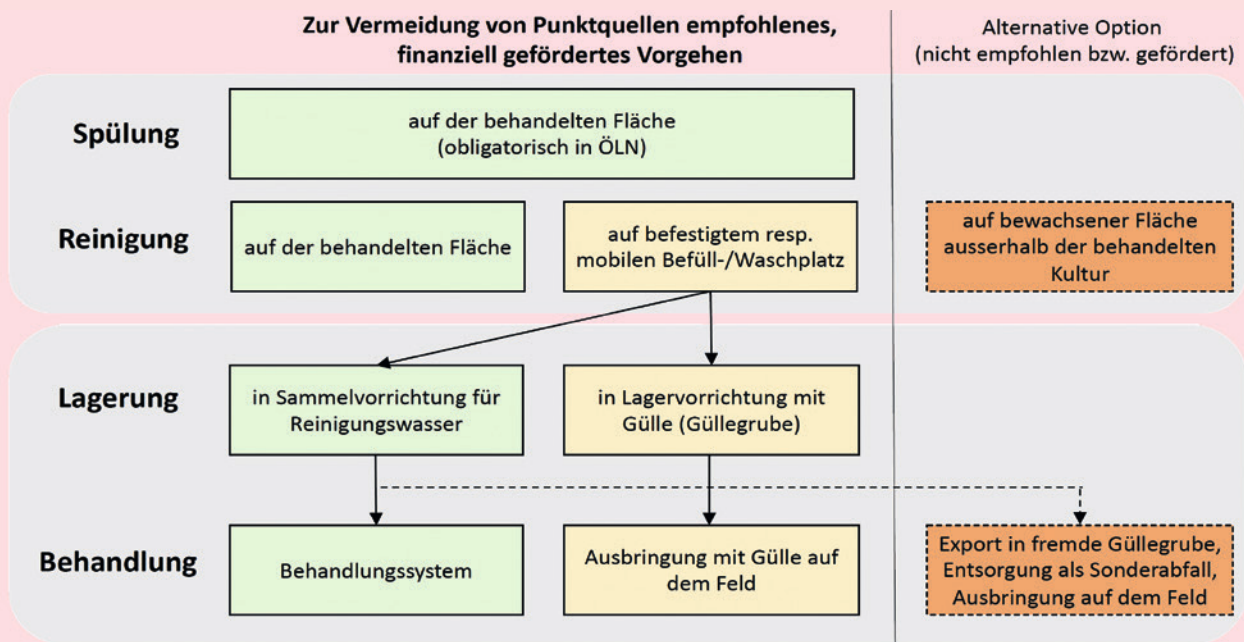 Zur Vermeidung von Punktquellen empfohlenes,
finanziell gefördertes Vorgehen
Alternative Option
(nicht empfohlen bzw. gefördert)
Spülung
auf der behandelten Fläche
(obligatorisch in ÖLN)
Reinigung
auf der behandelten Fläche
auf befestigtem resp.
mobilen Befüll-/Waschplatz
auf bewachsener Fläche
ausserhalb der behandelten
Kultur
Lagerung
in Sammelvorrichtung für
Reinigungswasser
in Lagervorrichtung mit
Gülle (Güllegrube)
Behandlung
Behandlungssystem
Ausbringung mit Gülle auf
dem Feld
Export in fremde Güllegrube,
Entsorgung als Sonderabfall,
Ausbringung auf dem Feld